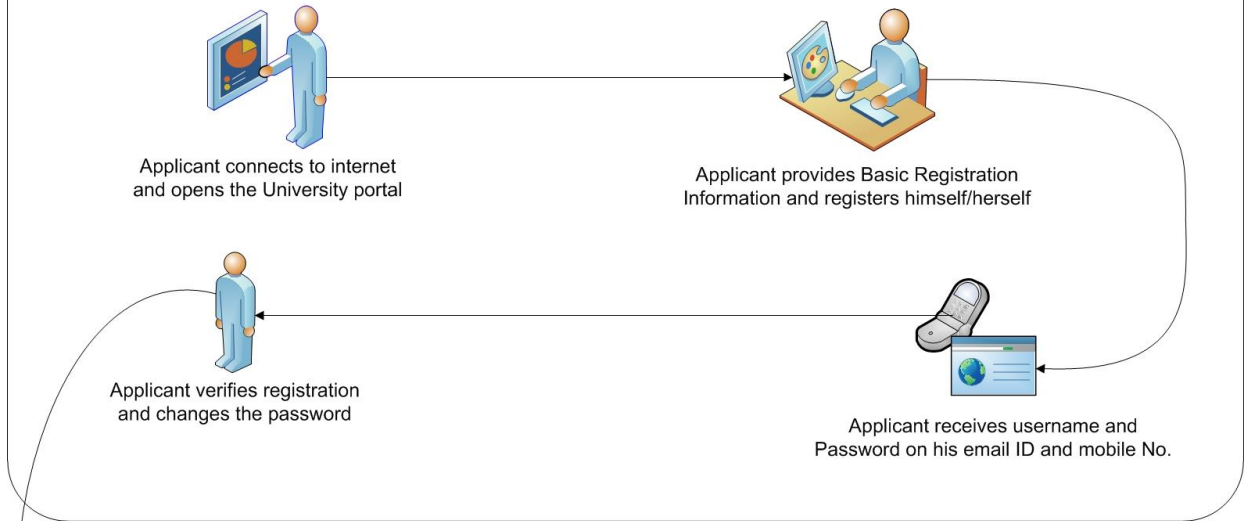 Applicant connects to internet
and opens the University portal
Applicant provides Basic Registration
Information and registers himself/herself
Applicant receives username and
Password on his email ID and mobile No.
Applicant verifies registration
and changes the password